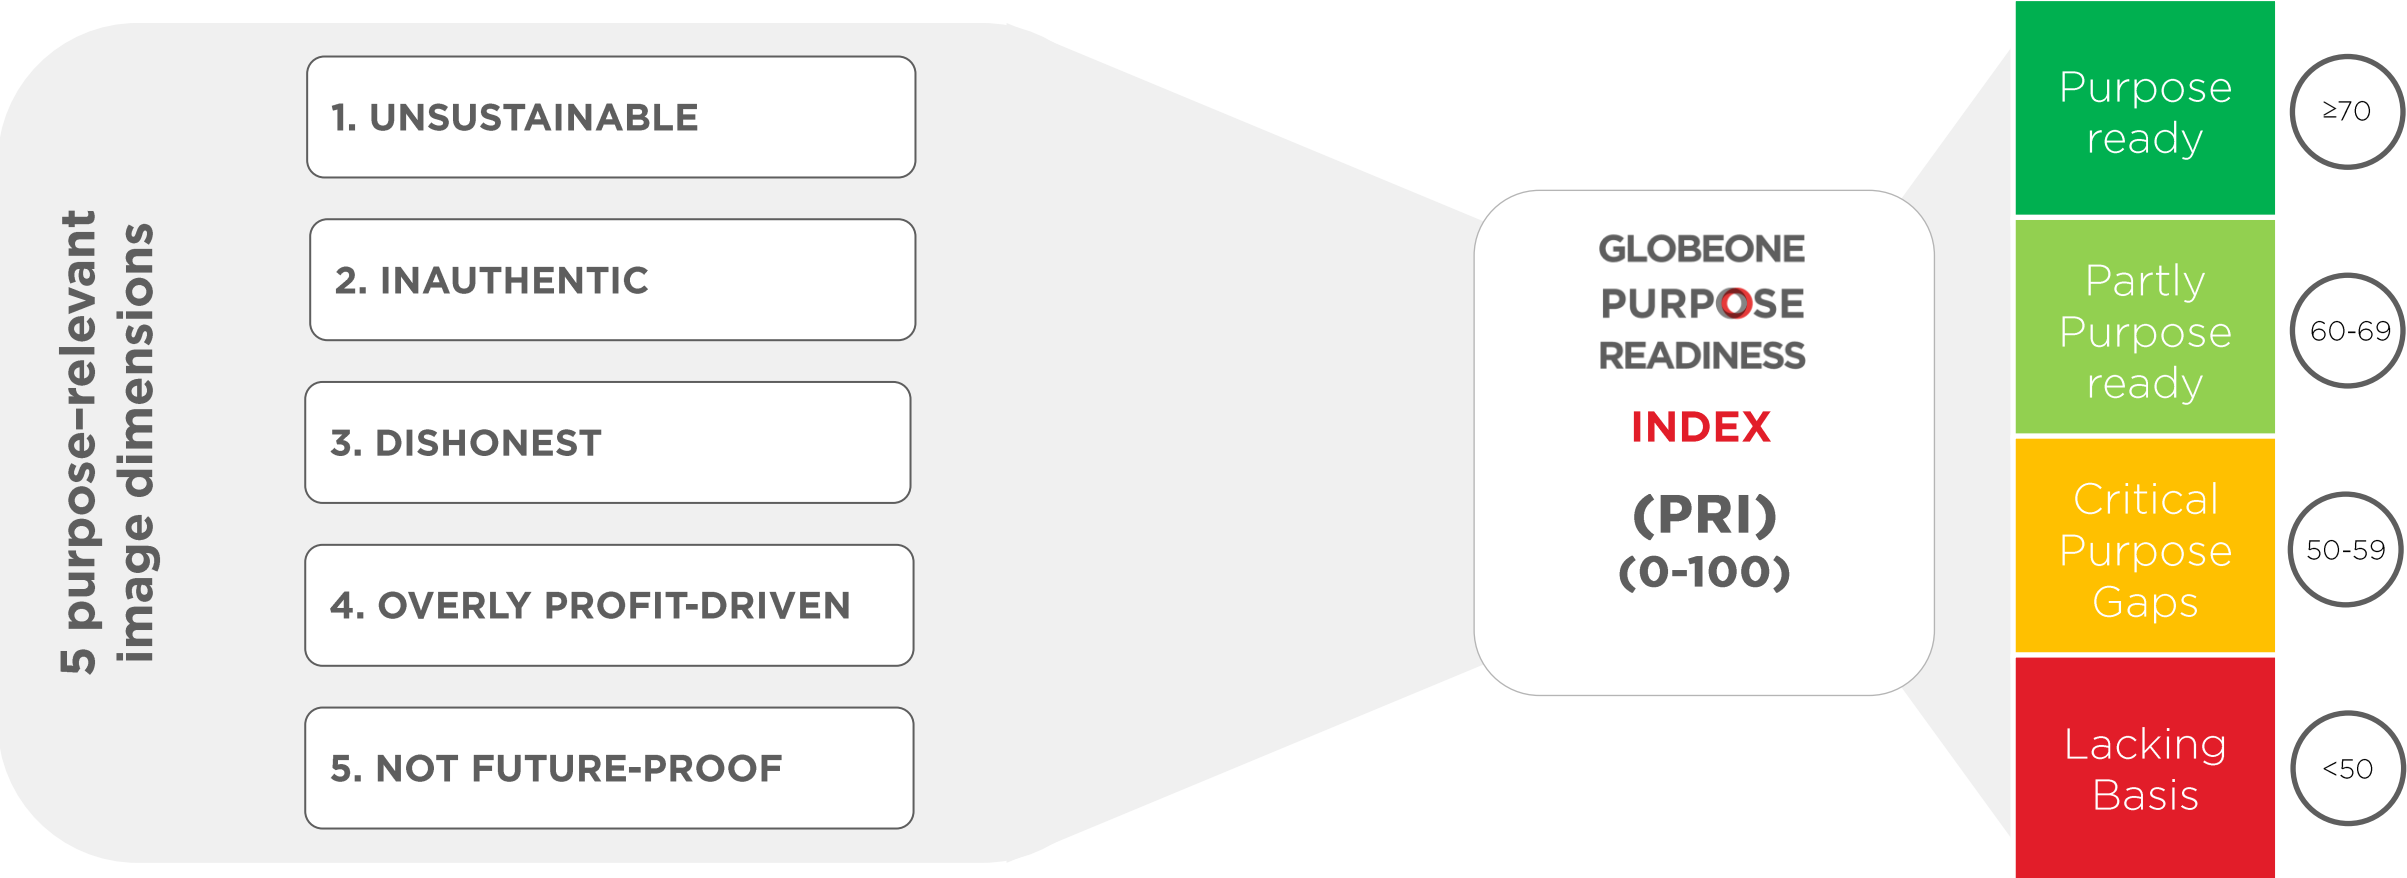 5 purpose-relevant
image dimensions
1. UNSUSTAINABLE
2. INAUTHENTIC
3. DISHONEST
4. OVERLY PROFIT-DRIVEN
5. NOT FUTURE-PROOF
GLOBEONE
PURPOSE
READINESS
INDEX
(PRI)
(0-100)
Purpose
ready
≥70
Partly
Purpose
ready
60-69
Critical
Purpose
Gaps
50-59
Lacking
Basis
<50